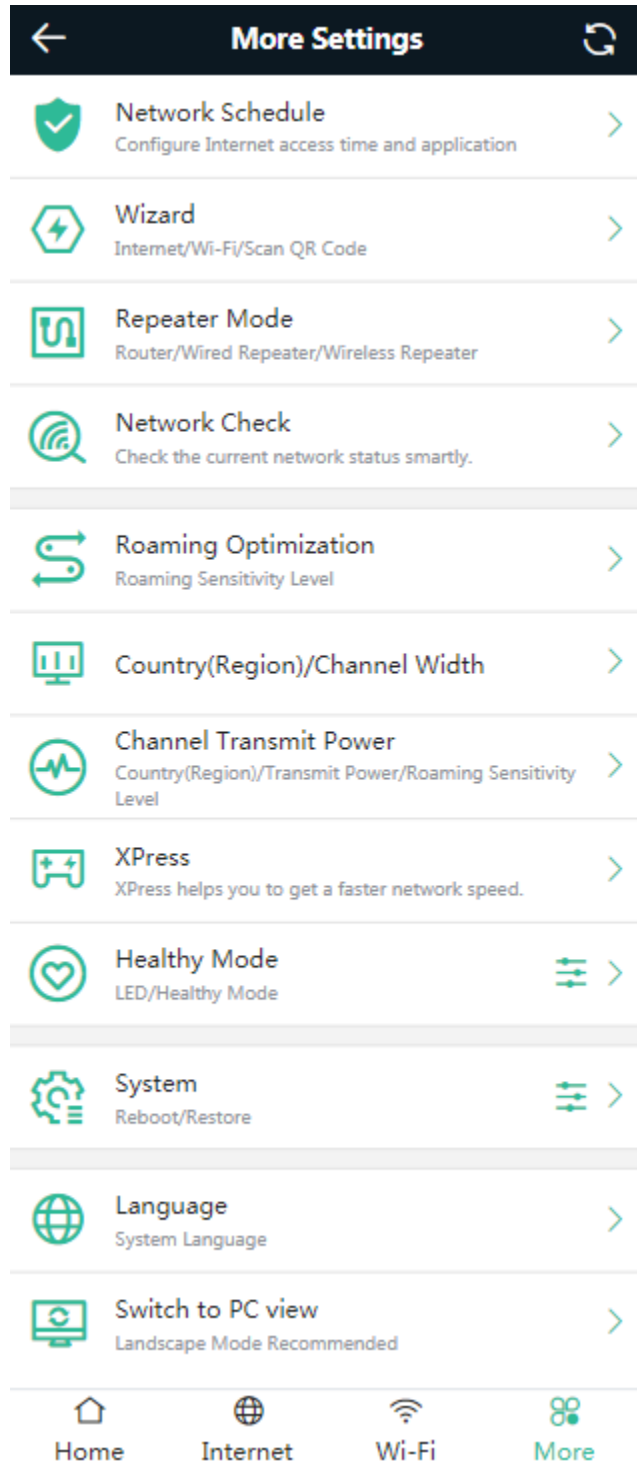 More Settings
Network Schedule
Configure Internet access time and application
Wizard
Internet/Wi-Fi/Scan QR Code
Repeater Mode
Router/Wired Repeater/Wireless Repeater
Network Check
Check the current network status smartly.
Roaming Optimization
Roaming Sensitivity Level
Country(Region)/Channel Width
Channel Transmit Power
Country(Region)/Transmit Power/Roaming Sensitivity
Level
XPress
XPress helps you to get a faster network speed.
Healthy Mode
LED/Healthy Mode
System
Reboot/Restore
Language
System Language
Switch to PC view
Landscape Mode Recommended
Home Internet Wi-Fi More